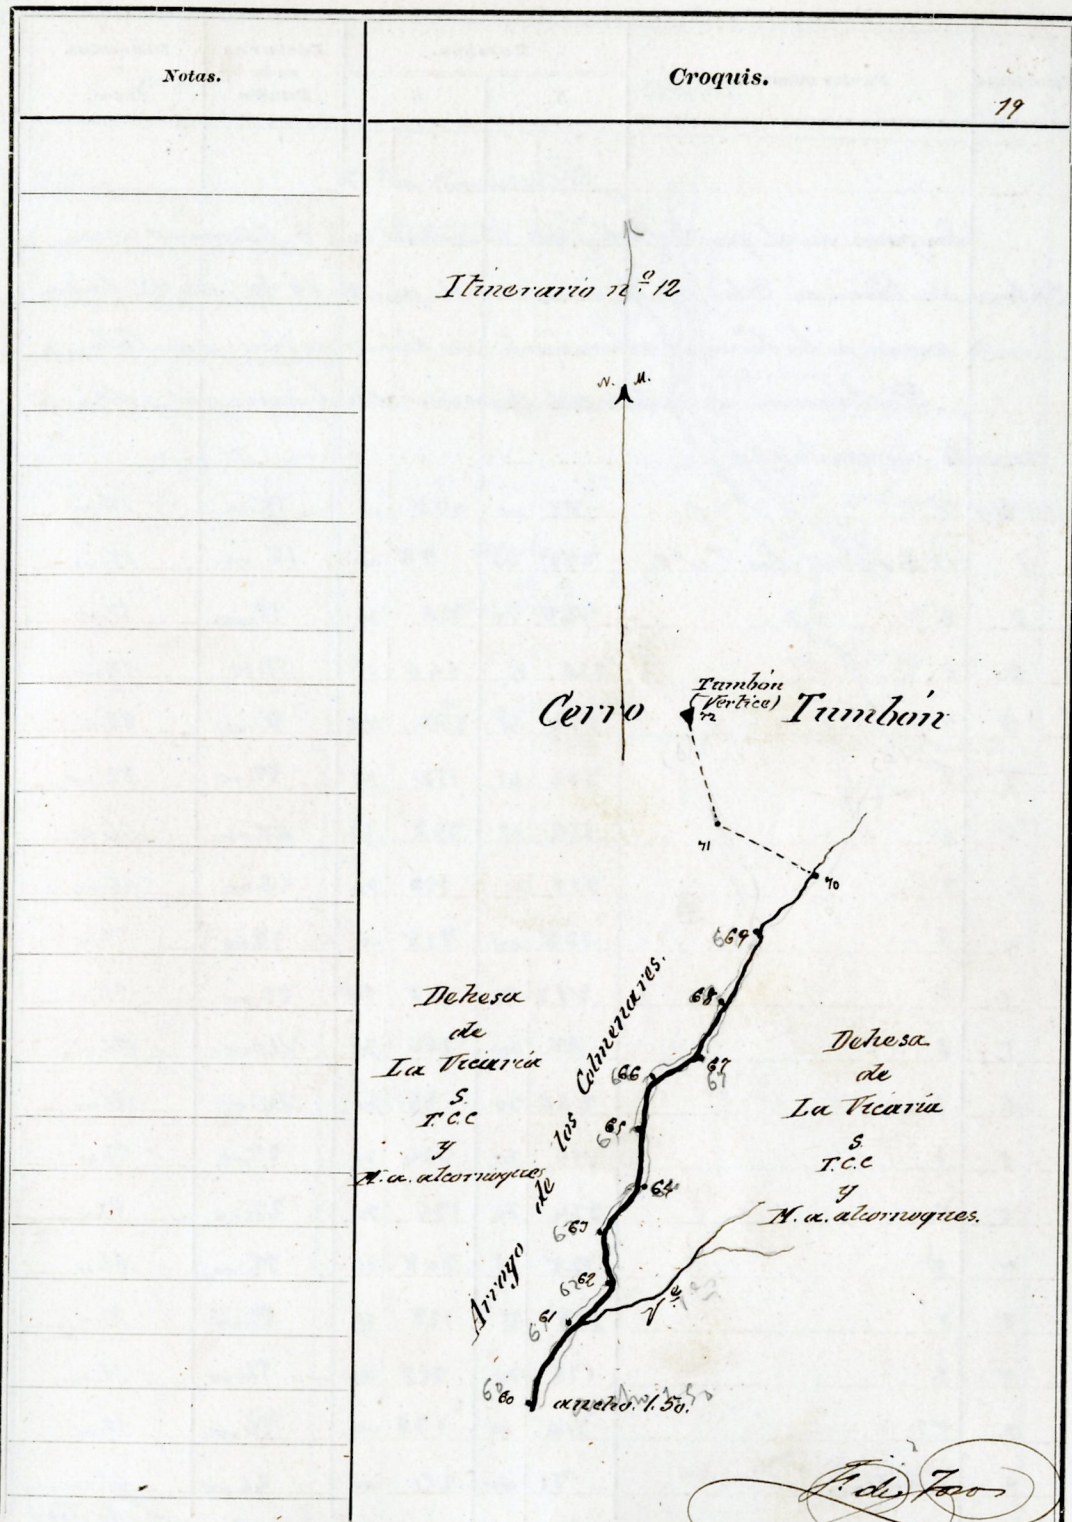 Notas.
Croquis.
19
Itinerario n.º 12
N. M.
Cerro
Tumbón
(Vértice)
72
Tumbón
71
70
69
68
67
66
65
64
63
62
61
60
Arroyo de los Colmenares.
Dehesa
de
La Vicaría
S.
T.C.C
y
M.a. alcornoques
Dehesa
de
La Vicaría
S.
T.C.C
y
M.a. alcornoques.
V.e
ancho. 1.50.
F. de Toro